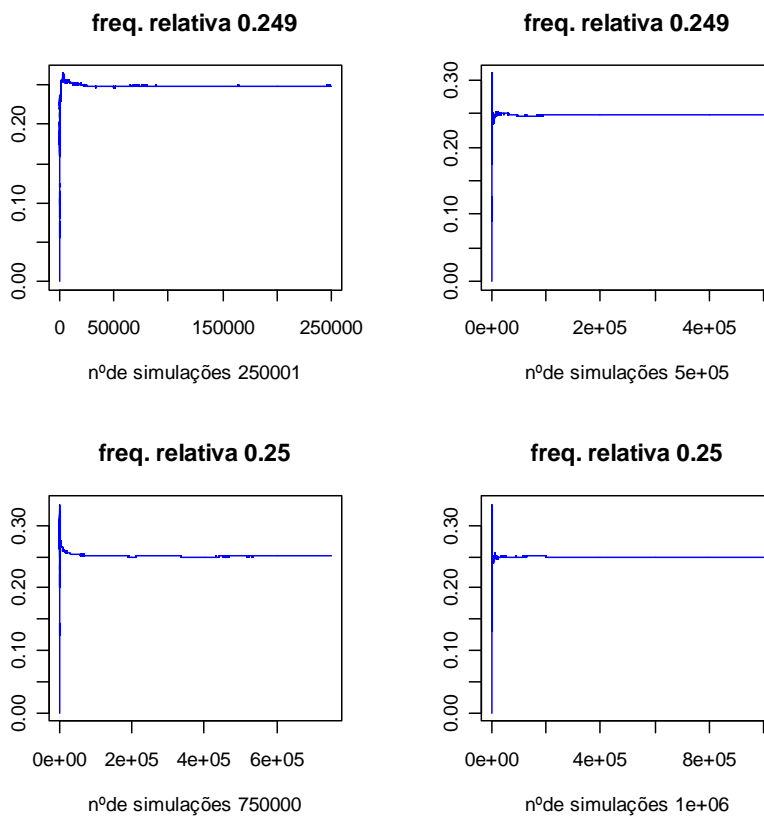 freq. relativa 0.249
0.00 0.10 0.20
0 50000 150000 250000
nºde simulações 250001
freq. relativa 0.249
0.00 0.10 0.20 0.30
0e+00 2e+05 4e+05
nºde simulações 5e+05
freq. relativa 0.25
0.00 0.10 0.20 0.30
0e+00 2e+05 4e+05 6e+05
nºde simulações 750000
freq. relativa 0.25
0.00 0.10 0.20 0.30
0e+00 4e+05 8e+05
nºde simulações 1e+06